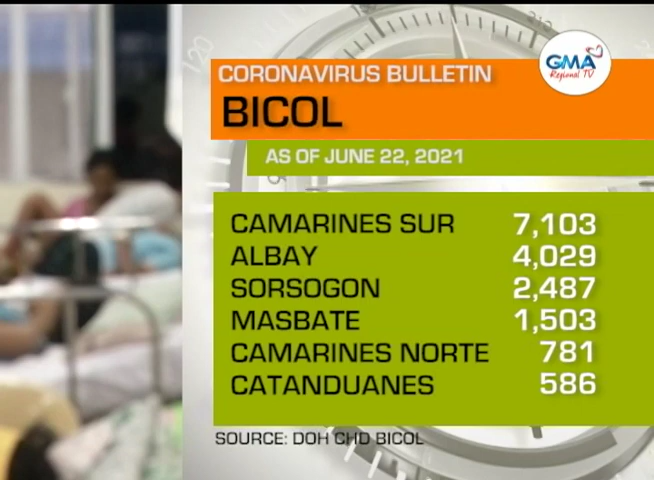 GMA
Regional TV
CORONAVIRUS BULLETIN
BICOL
AS OF JUNE 22, 2021
CAMARINES SUR 7,103
ALBAY 4,029
SORSOGON 2,487
MASBATE 1,503
CAMARINES NORTE 781
CATANDUANES 586
SOURCE: DOH CHD BICOL